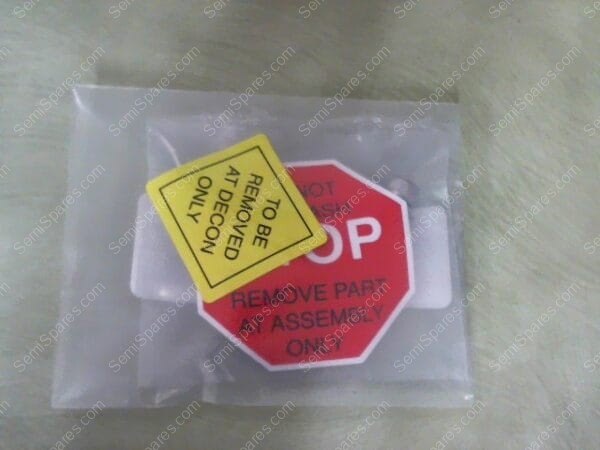 TO BE
REMOVED
AT DECON
ONLY
NOT
OP
REMOVE PART
AT ASSEMBLY
ONLY
SemiSpares.com